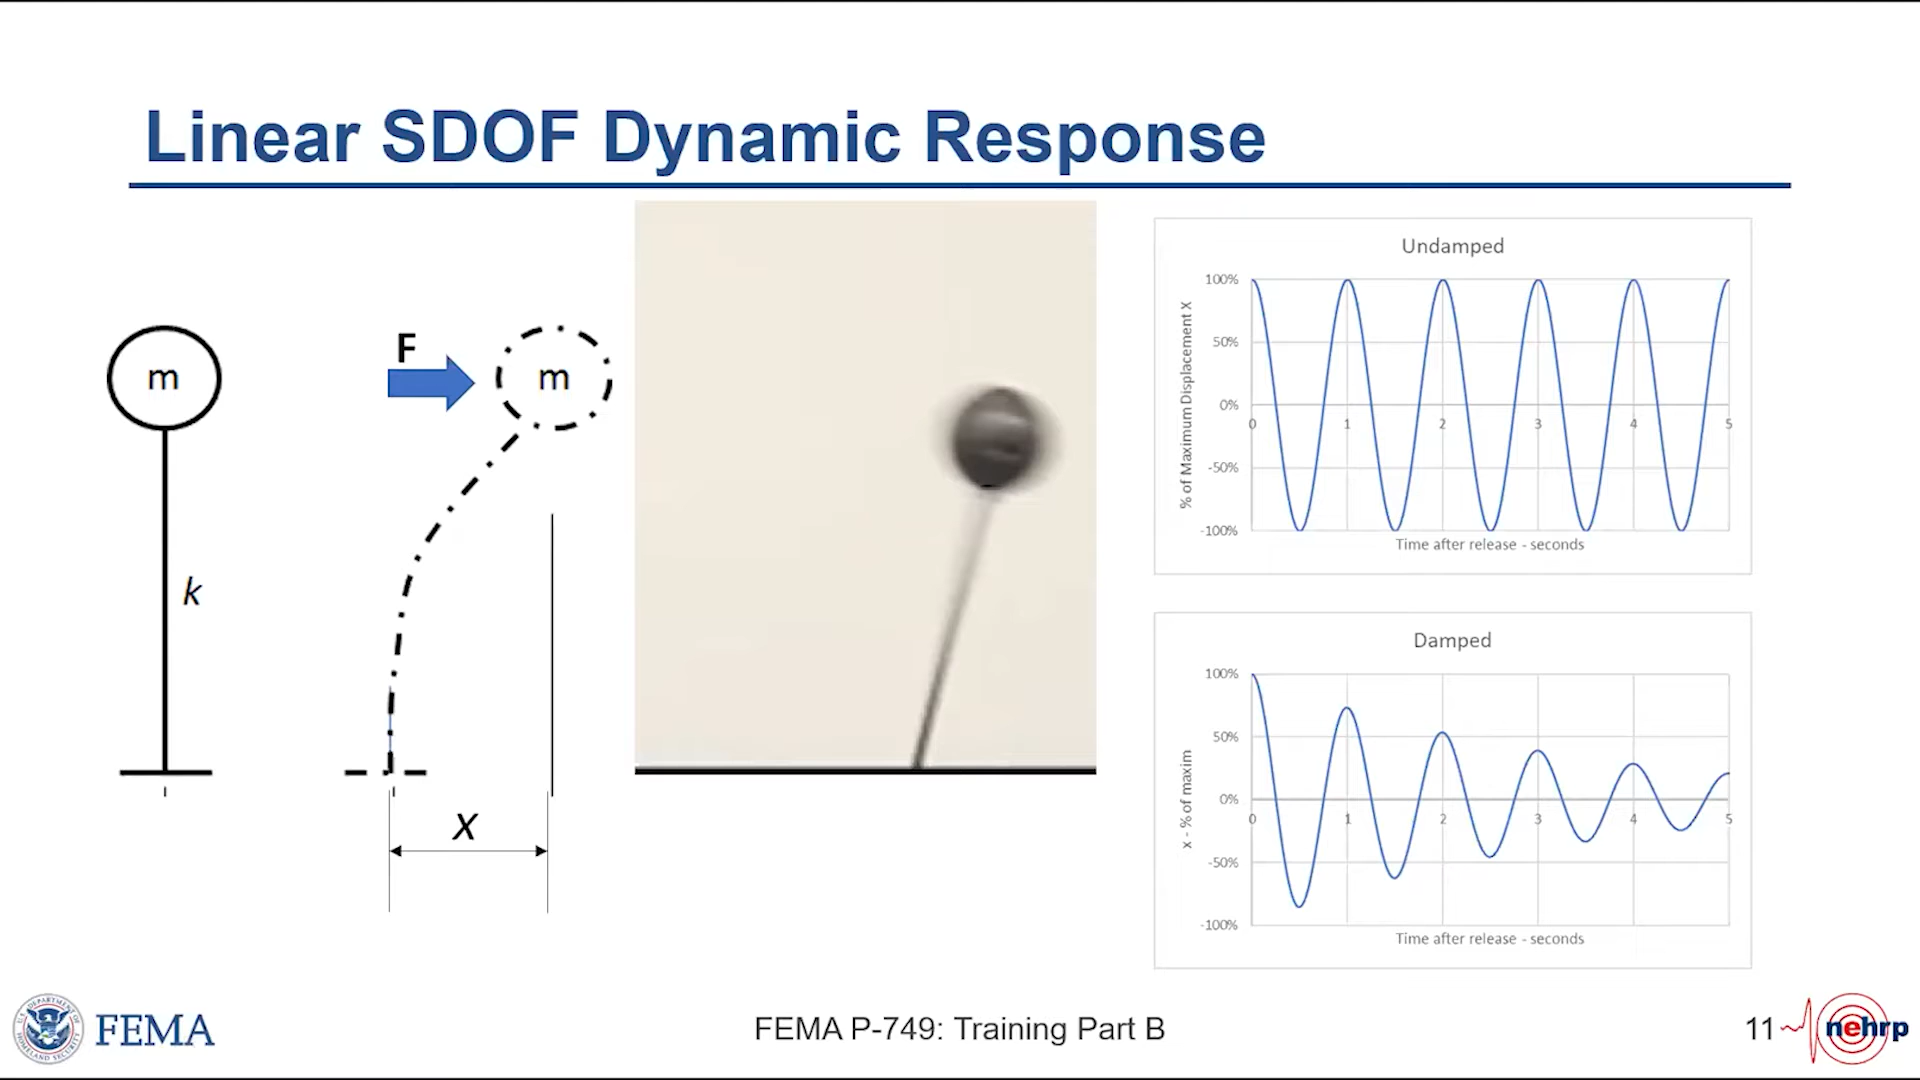 Linear SDOF Dynamic Response
m
k
F
m
X
Undamped
% of Maximum Displacement X
100%
50%
0%
-50%
-100%
0 1 2 3 4 5
Time after release - seconds
Damped
x - % of maxim
100%
50%
0%
-50%
-100%
0 1 2 3 4 5
Time after release - seconds
FEMA
FEMA P-749: Training Part B
11
nehrp